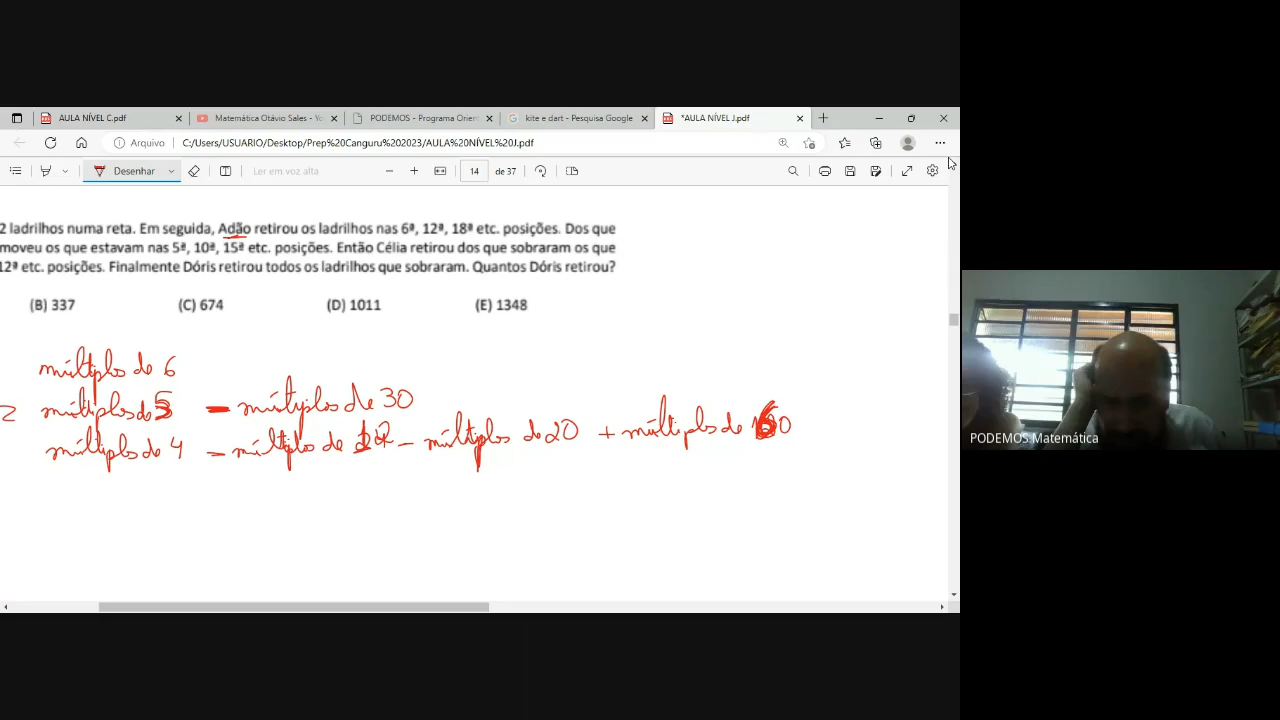 AULA NÍVEL C.pdf
Matemática Otávio Sales - Yo
PODEMOS - Programa Orien
kite e dart - Pesquisa Google
*AULA NÍVEL J.pdf
Arquivo C:/Users/USUARIO/Desktop/Prep%20Canguru%202023/AULA%20NÍVEL%20J.pdf
Desenhar
Ler em voz alta
14 de 37
2 ladrilhos numa reta. Em seguida, Adão retirou os ladrilhos nas 6ª, 12ª, 18ª etc. posições. Dos que
moveu os que estavam nas 5ª, 10ª, 15ª etc. posições. Então Célia retirou dos que sobraram os que
12ª etc. posições. Finalmente Dóris retirou todos os ladrilhos que sobraram. Quantos Dóris retirou?
(B) 337 (C) 674 (D) 1011 (E) 1348
múltiplo de 6
múltiplos de 5 - múltiplos de 30
múltiplos de 4 - múltiplo de - múltiplos de 20 + múltiplos de
PODEMOS Matemática